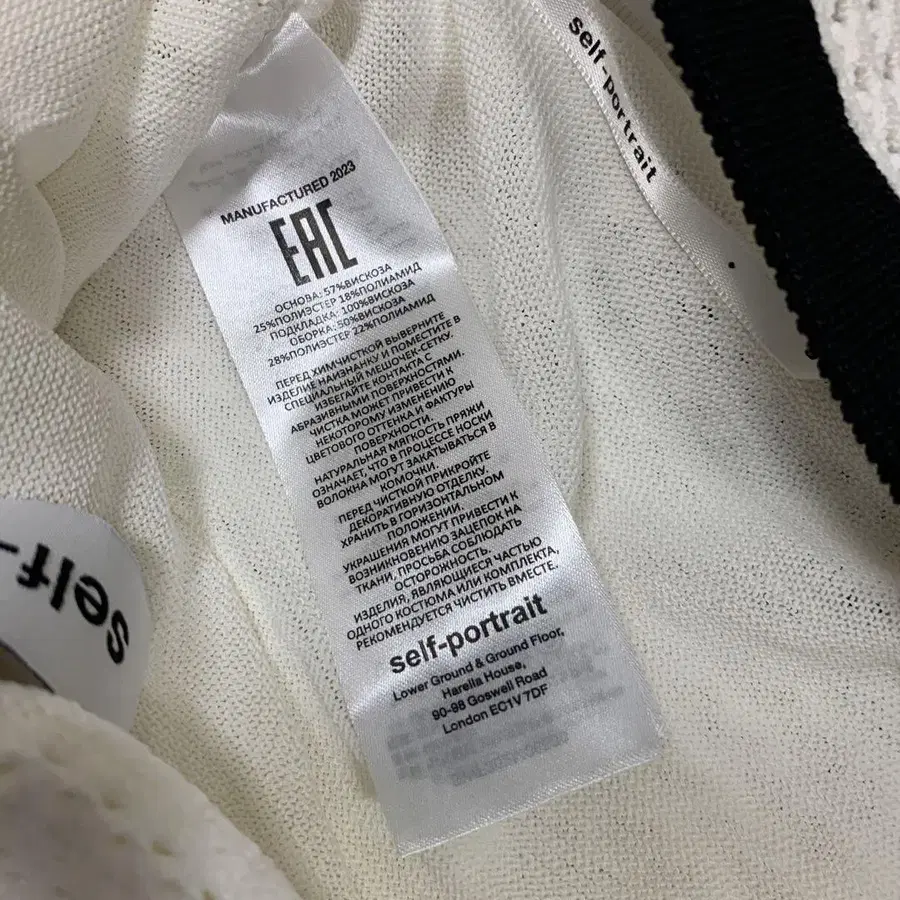 self-portrait
MANUFACTURED 2023
EAC
ОСНОВА: 57%ВИСКОЗА
25%ПОЛИЭСТЕР 18%ПОЛИАМИД
ПОДКЛАДКА: 100%ВИСКОЗА
ОБОРКА: 50%ВИСКОЗА
28%ПОЛИЭСТЕР 22%ПОЛИАМИД
ПЕРЕД ХИМЧИСТКОЙ ВЫВЕРНИТЕ
ИЗДЕЛИЕ НАИЗНАНКУ И ПОМЕСТИТЕ В
СПЕЦИАЛЬНЫЙ МЕШОЧЕК-СЕТКУ.
ИЗБЕГАЙТЕ КОНТАКТА С
АБРАЗИВНЫМИ ПОВЕРХНОСТЯМИ.
ЧИСТКА МОЖЕТ ПРИВЕСТИ К
НЕКОТОРОМУ ИЗМЕНЕНИЮ
ЦВЕТОВОГО ОТТЕНКА И ФАКТУРЫ
ПОВЕРХНОСТИ.
НАТУРАЛЬНАЯ МЯГКОСТЬ ПРЯЖИ
ОЗНАЧАЕТ, ЧТО В ПРОЦЕССЕ НОСКИ
ВОЛОКНА МОГУТ ЗАКАТЫВАТЬСЯ В
КОМОЧКИ.
ПЕРЕД ЧИСТКОЙ ПРИКРОЙТЕ
ДЕКОРАТИВНУЮ ОТДЕЛКУ.
ХРАНИТЬ В ГОРИЗОНТАЛЬНОМ
ПОЛОЖЕНИИ.
УКРАШЕНИЯ МОГУТ ПРИВЕСТИ К
ВОЗНИКНОВЕНИЮ ЗАЦЕПОК НА
ТКАНИ, ПРОСЬБА СОБЛЮДАТЬ
ОСТОРОЖНОСТЬ.
ИЗДЕЛИЯ, ЯВЛЯЮЩИЕСЯ ЧАСТЬЮ
ОДНОГО КОСТЮМА ИЛИ КОМПЛЕКТА,
РЕКОМЕНДУЕТСЯ ЧИСТИТЬ ВМЕСТЕ.
self-portrait
Lower Ground & Ground Floor,
Harella House,
90-98 Goswell Road
London EC1V 7DF
Self-